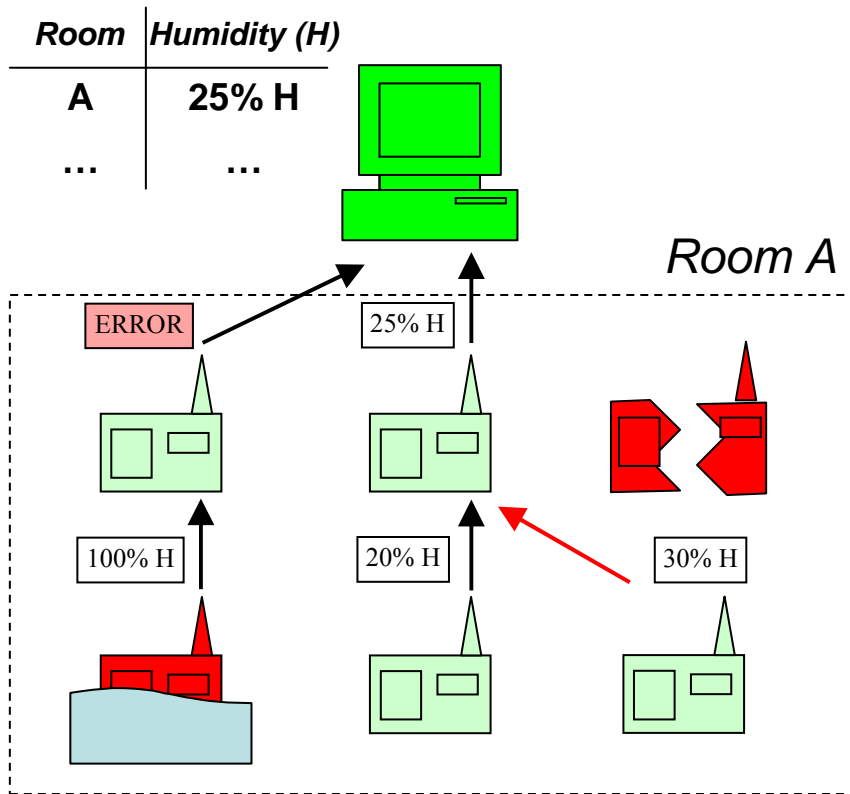 Room Humidity (H)
A 25% H
... ...
Room A
ERROR 25% H
100% H 20% H 30% H